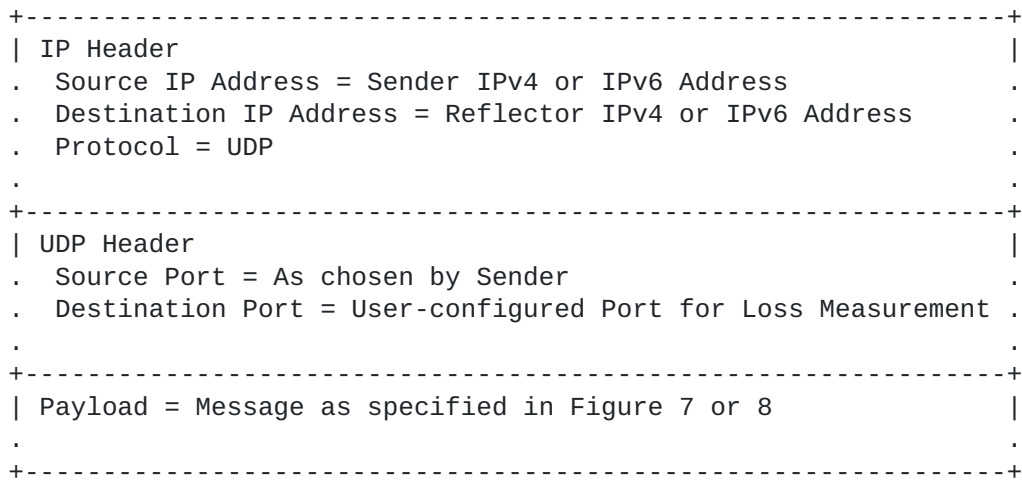 +---------------------------------------------------------------+
| IP Header                                                     |
.  Source IP Address = Sender IPv4 or IPv6 Address              .
.  Destination IP Address = Reflector IPv4 or IPv6 Address      .
.  Protocol = UDP                                               .
.                                                               .
+---------------------------------------------------------------+
| UDP Header                                                    |
.  Source Port = As chosen by Sender                            .
.  Destination Port = User-configured Port for Loss Measurement .
.                                                               .
+---------------------------------------------------------------+
| Payload = Message as specified in Figure 7 or 8               |
.                                                               .
+---------------------------------------------------------------+